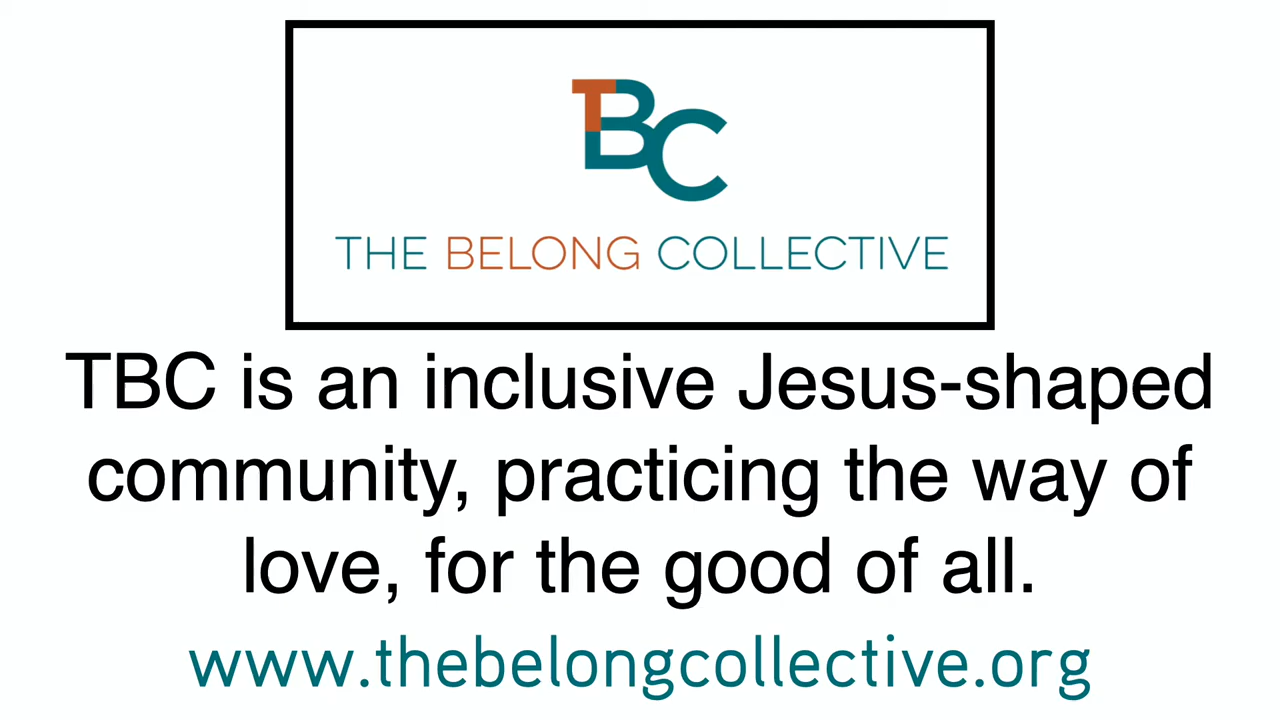 TBC
THE BELONG COLLECTIVE
TBC is an inclusive Jesus-shaped
community, practicing the way of
love, for the good of all.
www.thebelongcollective.org